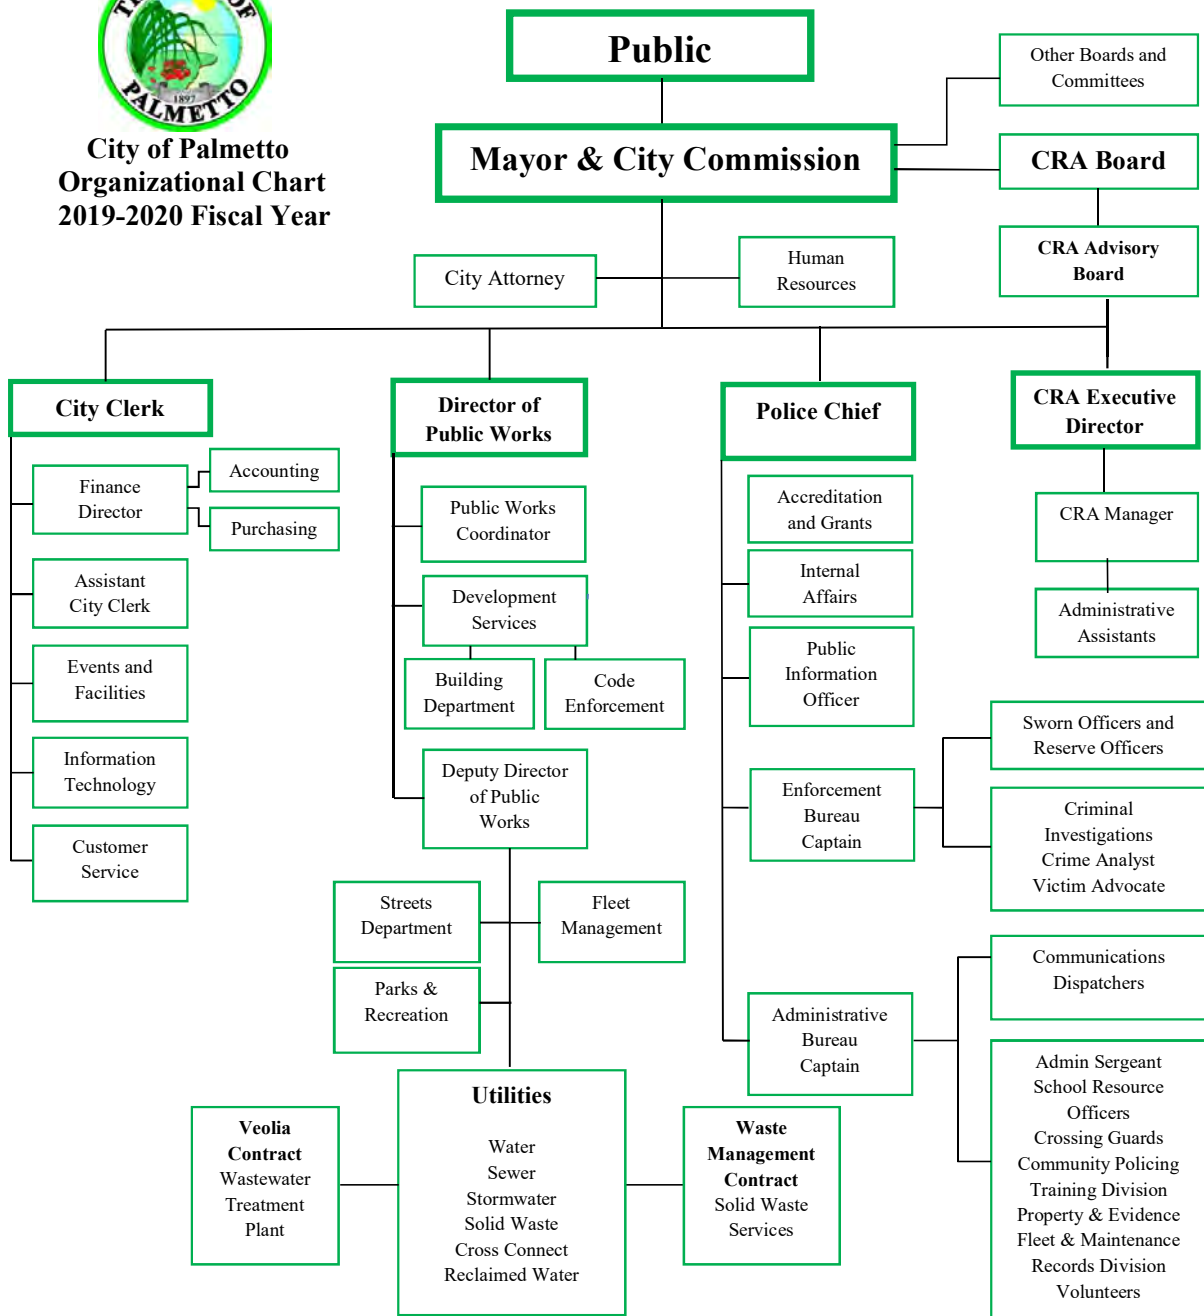 PALMETTO
1897
City of Palmetto
Organizational Chart
2019-2020 Fiscal Year
Public
Mayor & City Commission
Other Boards and
Committees
CRA Board
CRA Advisory
Board
City Attorney
Human
Resources
City Clerk
Finance
Director
Accounting
Purchasing
Assistant
City Clerk
Events and
Facilities
Information
Technology
Customer
Service
Director of
Public Works
Public Works
Coordinator
Development
Services
Building
Department
Code
Enforcement
Deputy Director
of Public
Works
Streets
Department
Fleet
Management
Parks &
Recreation
Utilities
Water
Sewer
Stormwater
Solid Waste
Cross Connect
Reclaimed Water
Veolia
Contract
Wastewater
Treatment
Plant
Waste
Management
Contract
Solid Waste
Services
Police Chief
Accreditation
and Grants
Internal
Affairs
Public
Information
Officer
Enforcement
Bureau
Captain
Sworn Officers and
Reserve Officers
Criminal
Investigations
Crime Analyst
Victim Advocate
Administrative
Bureau
Captain
Communications
Dispatchers
Admin Sergeant
School Resource
Officers
Crossing Guards
Community Policing
Training Division
Property & Evidence
Fleet & Maintenance
Records Division
Volunteers
CRA Executive
Director
CRA Manager
Administrative
Assistants